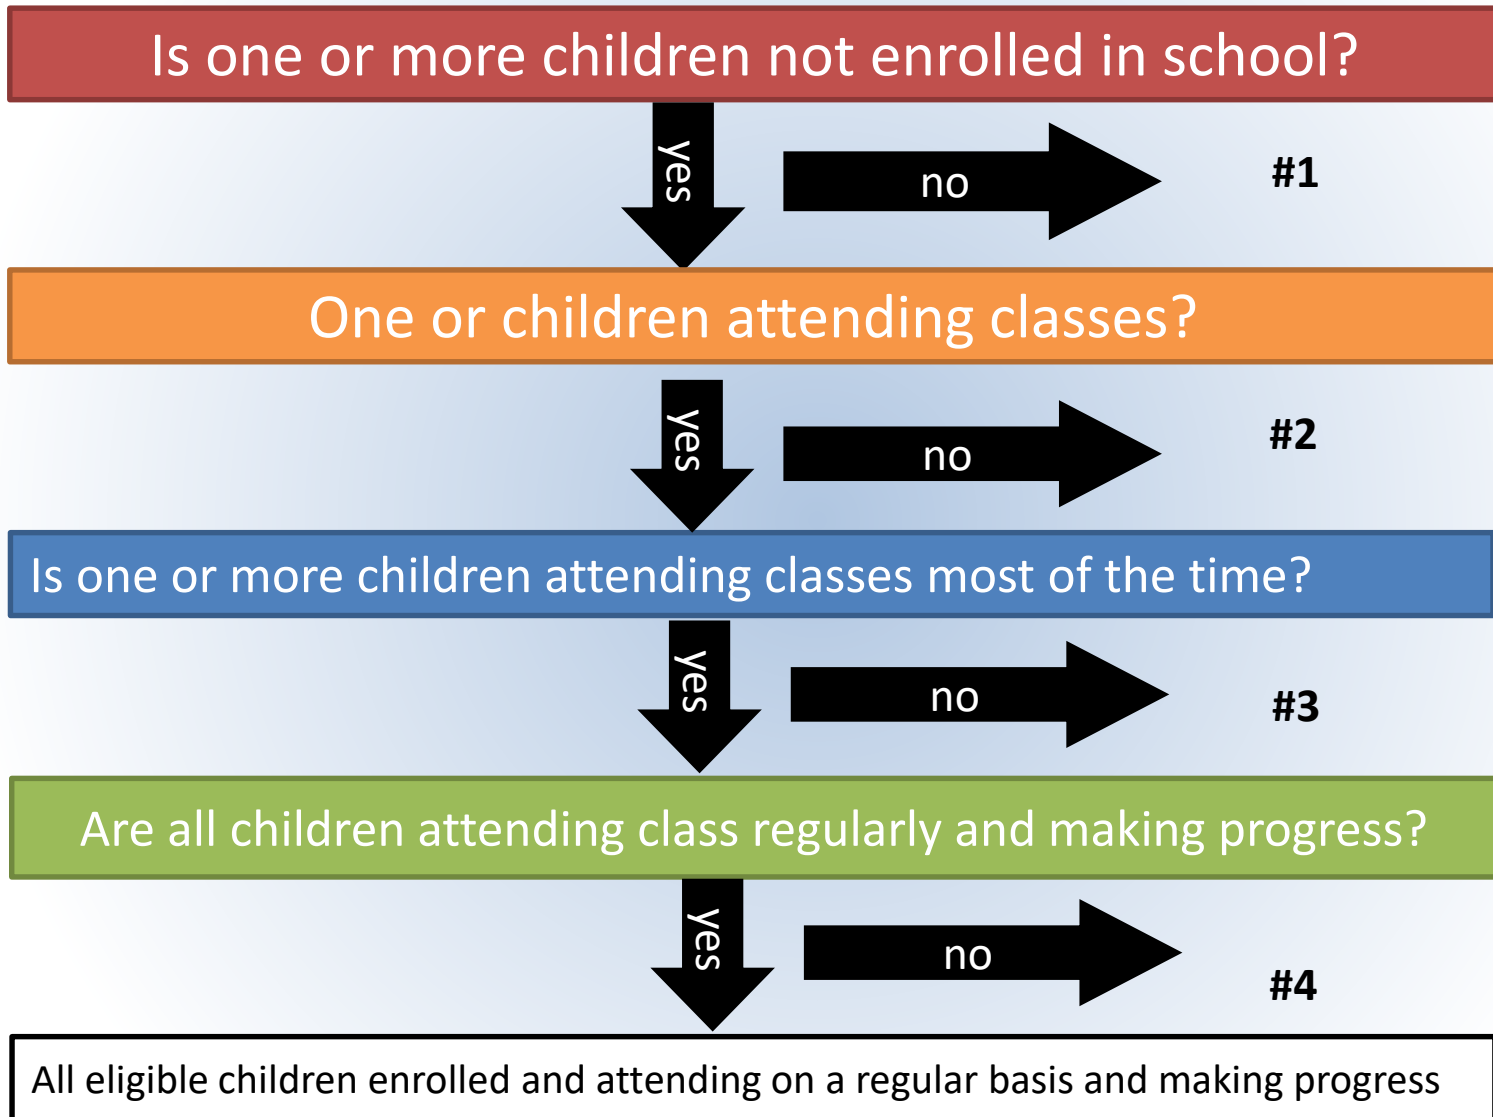 Is one or more children not enrolled in school?
yes
no
#1
One or children attending classes?
yes
no
#2
Is one or more children attending classes most of the time?
yes
no
#3
Are all children attending class regularly and making progress?
yes
no
#4
All eligible children enrolled and attending on a regular basis and making progress